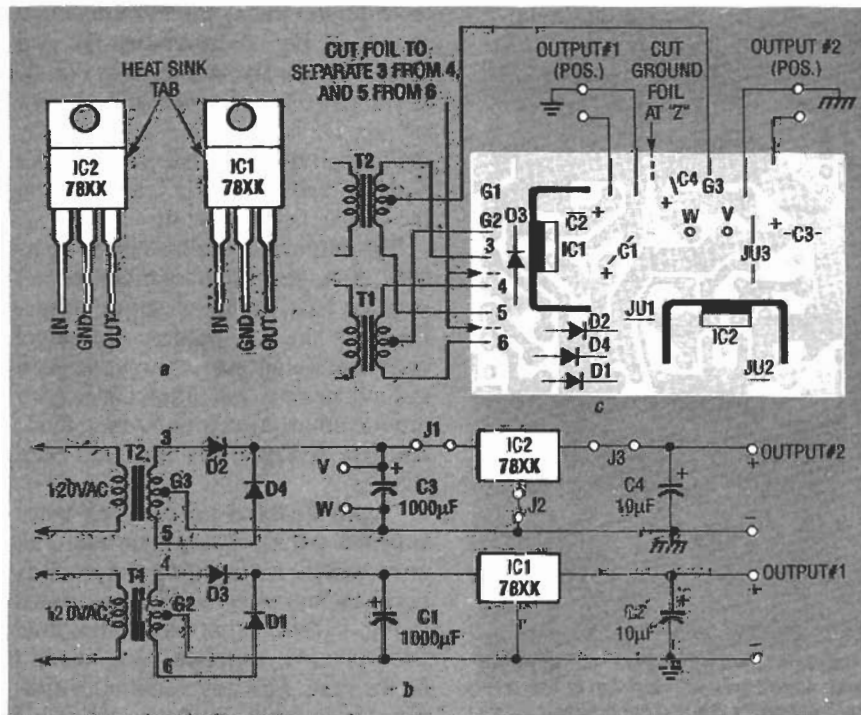 CUT FOIL TO
SEPARATE 3 FROM 4,
AND 5 FROM 6
OUTPUT#1
(POS.)
CUT
GROUND
FOIL
AT "Z"
OUTPUT #2
(POS.)
HEAT SINK
TAB
IC2
78XX
IC1
78XX
IN
GND
OUT
IN
GND
OUT
a
T2
T1
G1
G2
3
4
5
6
D3
C2
IC1
C1
C4
G3
W
V
C3
JU3
JU1
IC2
JU2
D2
D4
D1
c
T2
120VAC
3
G3
5
D2
D4
V
W
C3
1000µF
J1
IC2
78XX
J2
J3
C4
10µF
OUTPUT#2
T1
120VAC
4
G2
6
D3
D1
C1
1000µF
IC1
78XX
C2
10µF
OUTPUT#1
b